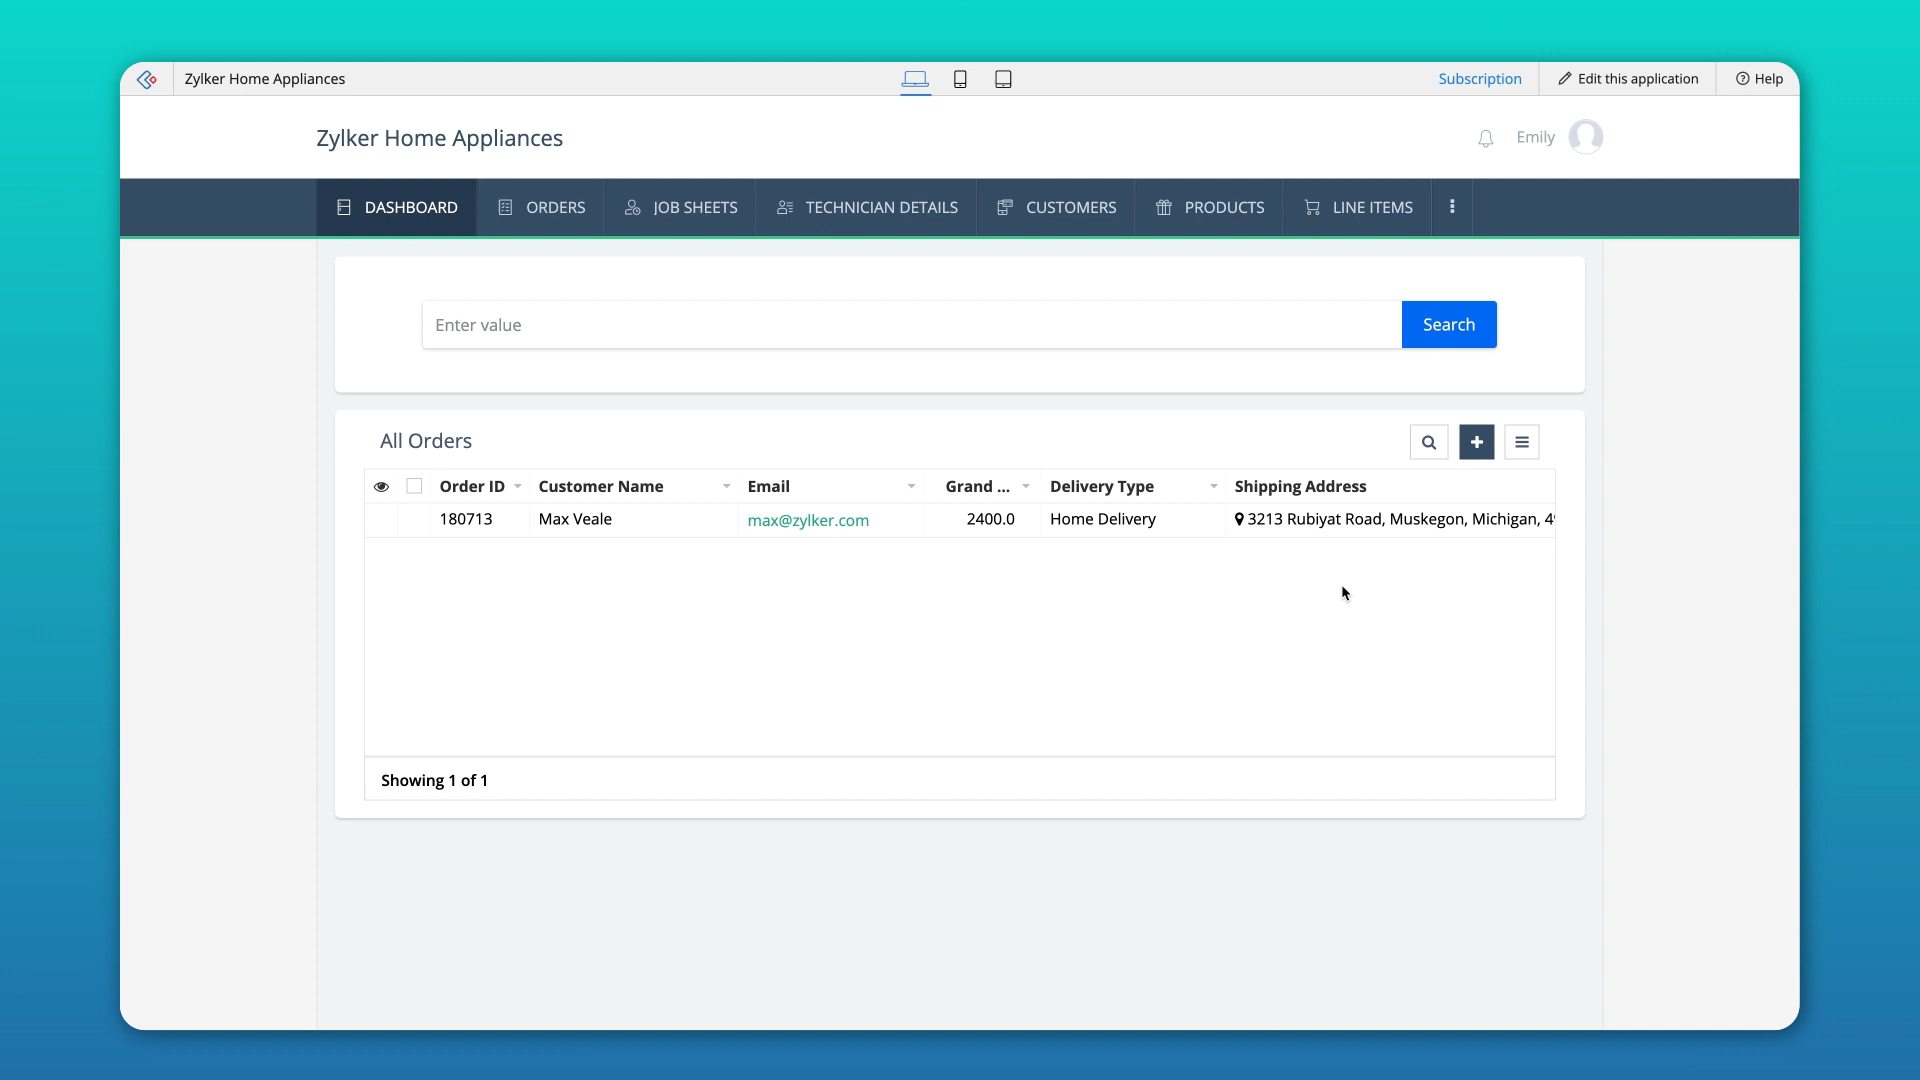 Zylker Home Appliances
Subscription
Edit this application
Help
Zylker Home Appliances
Emily
DASHBOARD
ORDERS
JOB SHEETS
TECHNICIAN DETAILS
CUSTOMERS
PRODUCTS
LINE ITEMS
Enter value
Search
All Orders
Order ID Customer Name Email Grand ... Delivery Type Shipping Address
180713 Max Veale max@zylker.com 2400.0 Home Delivery 3213 Rubiyat Road, Muskegon, Michigan,
Showing 1 of 1